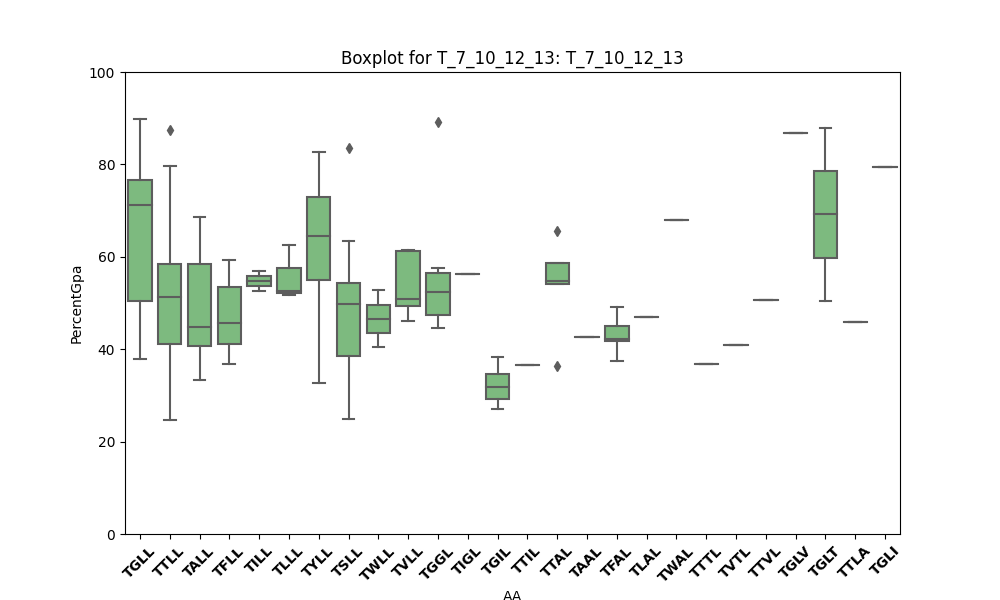 Boxplot for T_7_10_12_13: T_7_10_12_13
100
80
60
40
20
0
PercentGpa
TGLL TTLL TALL TFLL TILL TLLL TYLL TSLL TWLL TVLL TGGL TIGL TGIL TTIL TTAL TAAL TFAL TLAL TWAL TTTL TVTL TTVL TGLV TGLT TTLA TGLI
AA